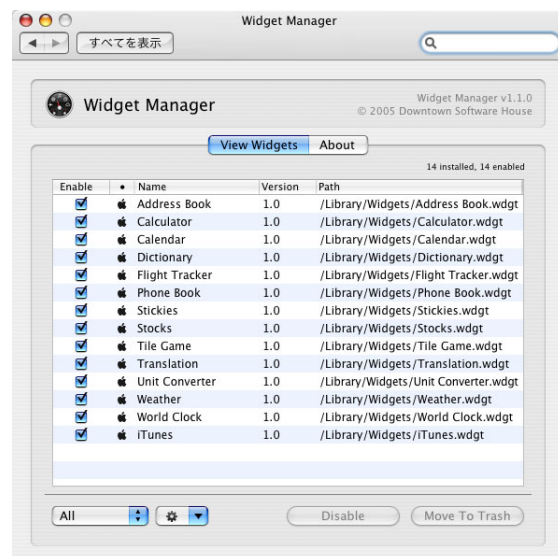 Widget Manager
すべてを表示
Widget Manager
Widget Manager v1.1.0
© 2005 Downtown Software House
View Widgets About
14 installed, 14 enabled
Enable • Name Version Path
Address Book 1.0 /Library/Widgets/Address Book.wdgt
Calculator 1.0 /Library/Widgets/Calculator.wdgt
Calendar 1.0 /Library/Widgets/Calendar.wdgt
Dictionary 1.0 /Library/Widgets/Dictionary.wdgt
Flight Tracker 1.0 /Library/Widgets/Flight Tracker.wdgt
Phone Book 1.0 /Library/Widgets/Phone Book.wdgt
Stickies 1.0 /Library/Widgets/Stickies.wdgt
Stocks 1.0 /Library/Widgets/Stocks.wdgt
Tile Game 1.0 /Library/Widgets/Tile Game.wdgt
Translation 1.0 /Library/Widgets/Translation.wdgt
Unit Converter 1.0 /Library/Widgets/Unit Converter.wdgt
Weather 1.0 /Library/Widgets/Weather.wdgt
World Clock 1.0 /Library/Widgets/World Clock.wdgt
iTunes 1.0 /Library/Widgets/iTunes.wdgt
All Disable Move To Trash